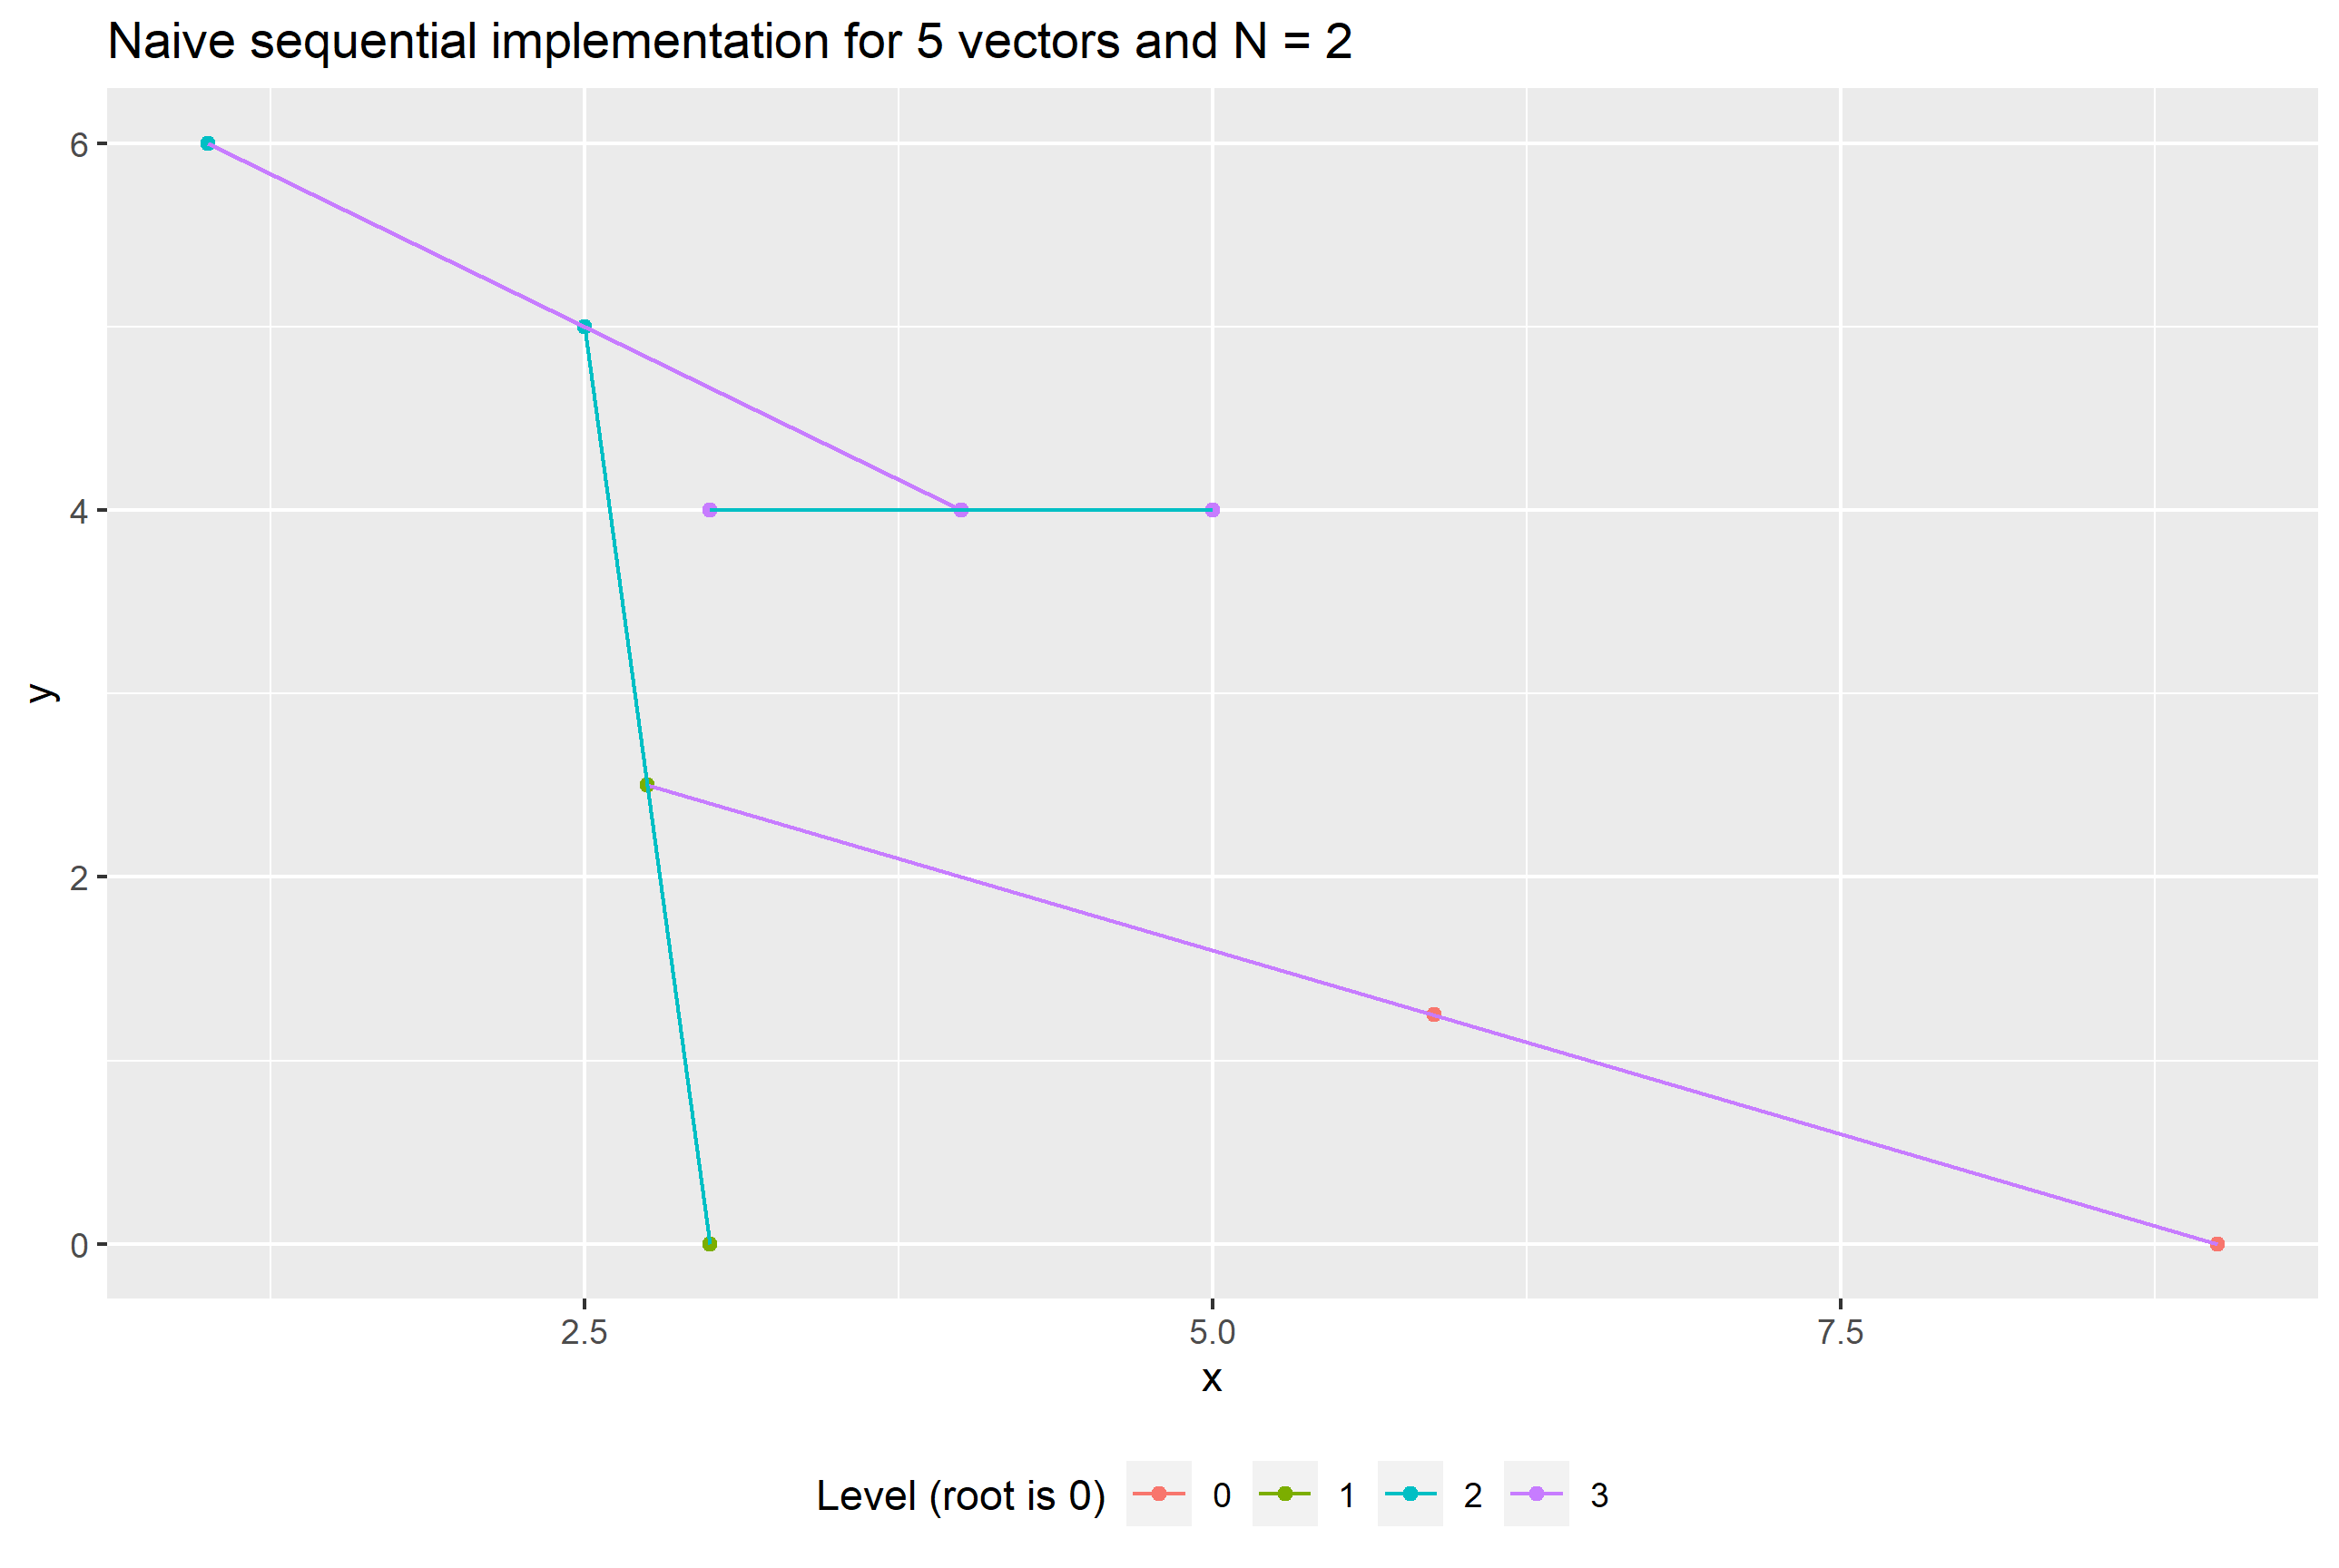 Naive sequential implementation for 5 vectors and N = 2
6
4
2
0
y
2.5 5.0 7.5
x
Level (root is 0) 0 1 2 3